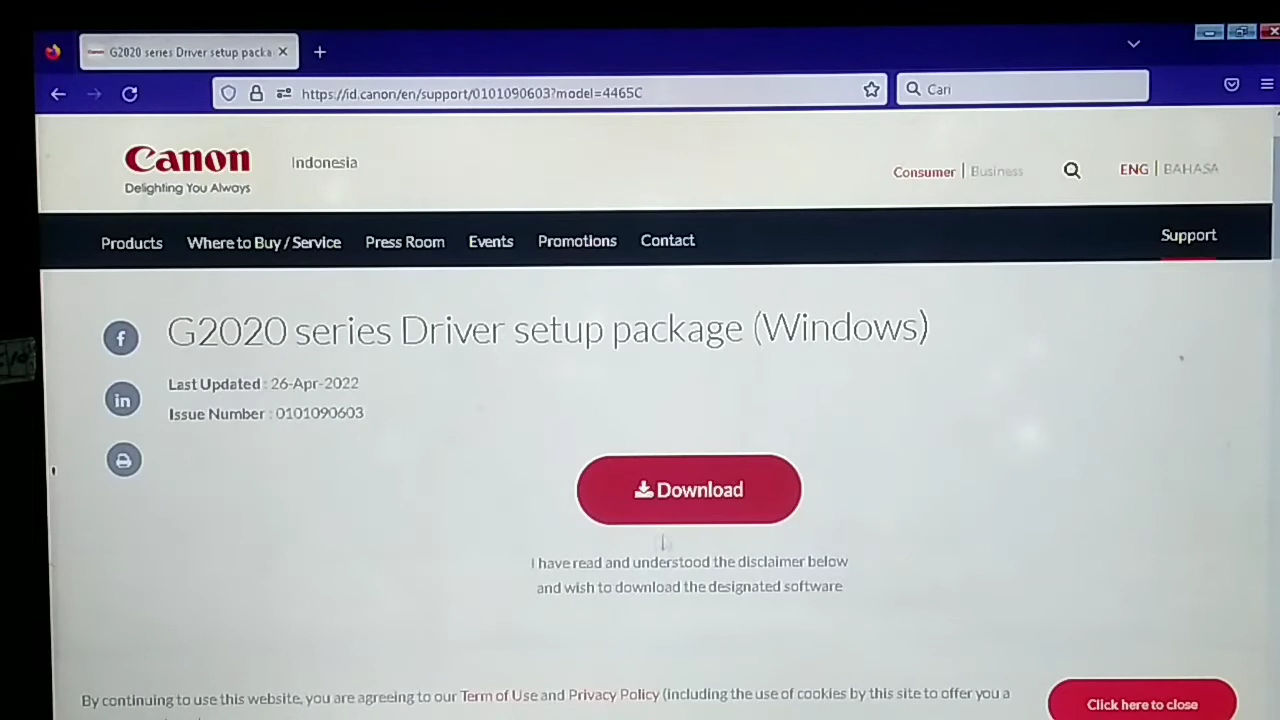 G2020 series Driver setup packa
https://id.canon/en/support/0101090603?model=4465C
Cari
Canon
Delighting You Always
Indonesia
Consumer | Business
ENG | BAHASA
Products
Where to Buy / Service
Press Room
Events
Promotions
Contact
Support
G2020 series Driver setup package (Windows)
Last Updated : 26-Apr-2022
Issue Number : 0101090603
Download
I have read and understood the disclaimer below
and wish to download the designated software
By continuing to use this website, you are agreeing to our Term of Use and Privacy Policy (including the use of cookies by this site to offer you a
Click here to close